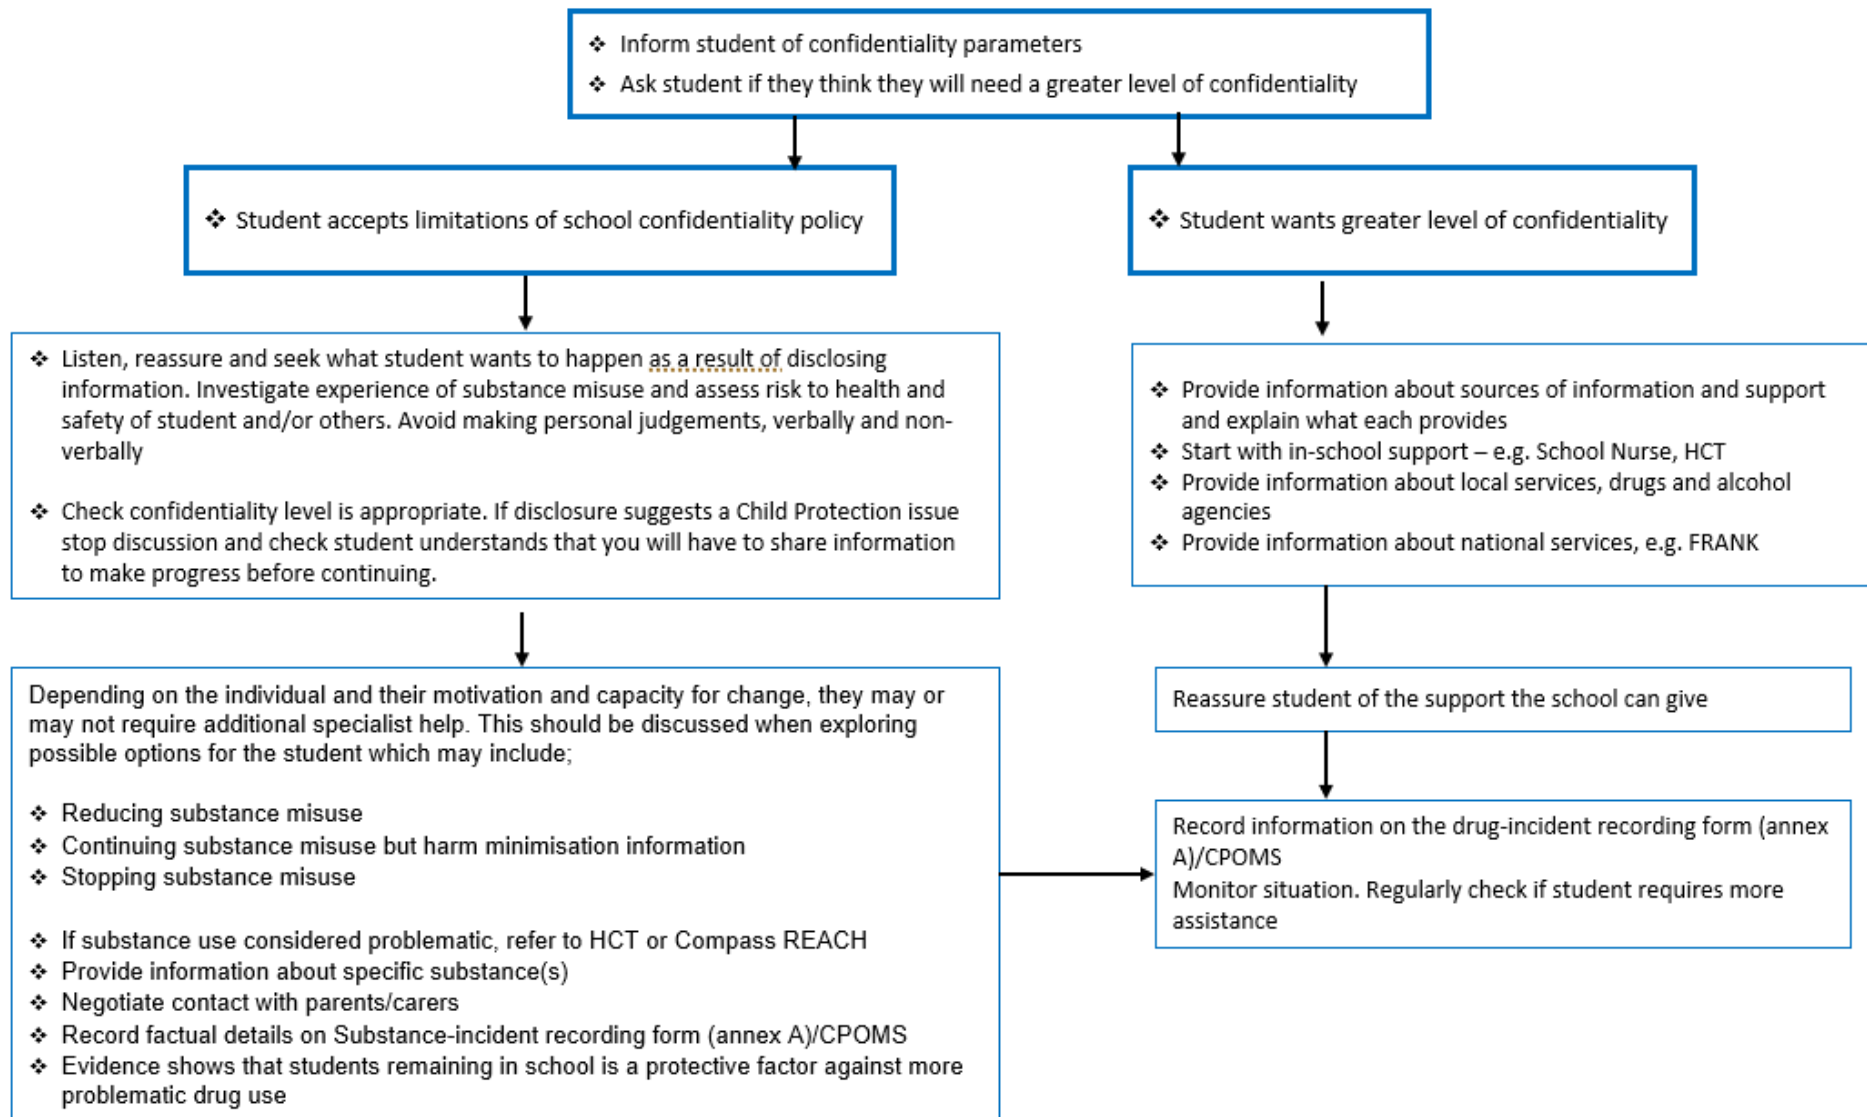 ❖ Inform student of confidentiality parameters
❖ Ask student if they think they will need a greater level of confidentiality
❖ Student accepts limitations of school confidentiality policy
❖ Student wants greater level of confidentiality
❖ Listen, reassure and seek what student wants to happen as a result of disclosing
information. Investigate experience of substance misuse and assess risk to health and
safety of student and/or others. Avoid making personal judgements, verbally and non-
verbally
❖ Check confidentiality level is appropriate. If disclosure suggests a Child Protection issue
stop discussion and check student understands that you will have to share information
to make progress before continuing.
❖ Provide information about sources of information and support
and explain what each provides
❖ Start with in-school support – e.g. School Nurse, HCT
❖ Provide information about local services, drugs and alcohol
agencies
❖ Provide information about national services, e.g. FRANK
Depending on the individual and their motivation and capacity for change, they may or
may not require additional specialist help. This should be discussed when exploring
possible options for the student which may include;
❖ Reducing substance misuse
❖ Continuing substance misuse but harm minimisation information
❖ Stopping substance misuse
❖ If substance use considered problematic, refer to HCT or Compass REACH
❖ Provide information about specific substance(s)
❖ Negotiate contact with parents/carers
❖ Record factual details on Substance-incident recording form (annex A)/CPOMS
❖ Evidence shows that students remaining in school is a protective factor against more
problematic drug use
Reassure student of the support the school can give
Record information on the drug-incident recording form (annex
A)/CPOMS
Monitor situation. Regularly check if student requires more
assistance